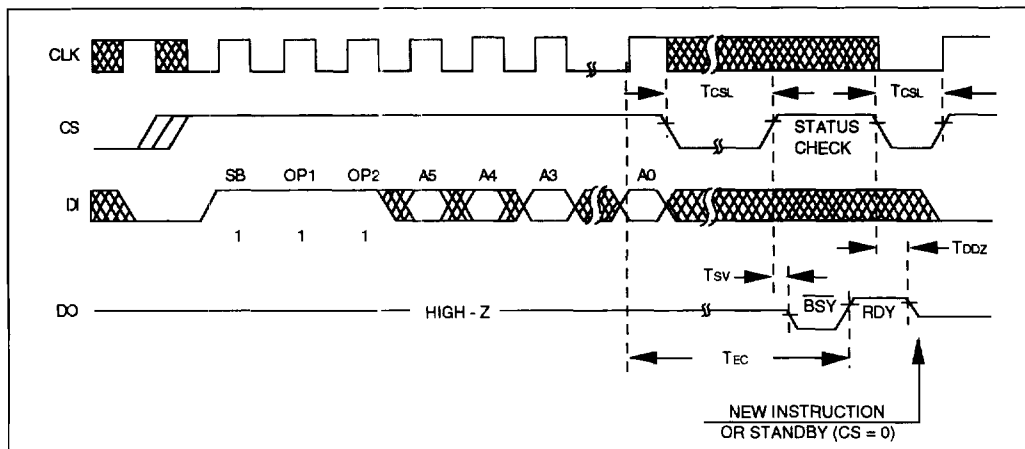 CLK
TCSL TCSL
CS STATUS
CHECK
SB OP1 OP2 A5 A4 A3 A0
DI
1 1 1
TDDZ
TSV
DO HIGH - Z BSY RDY
TEC
NEW INSTRUCTION
OR STANDBY (CS = 0)